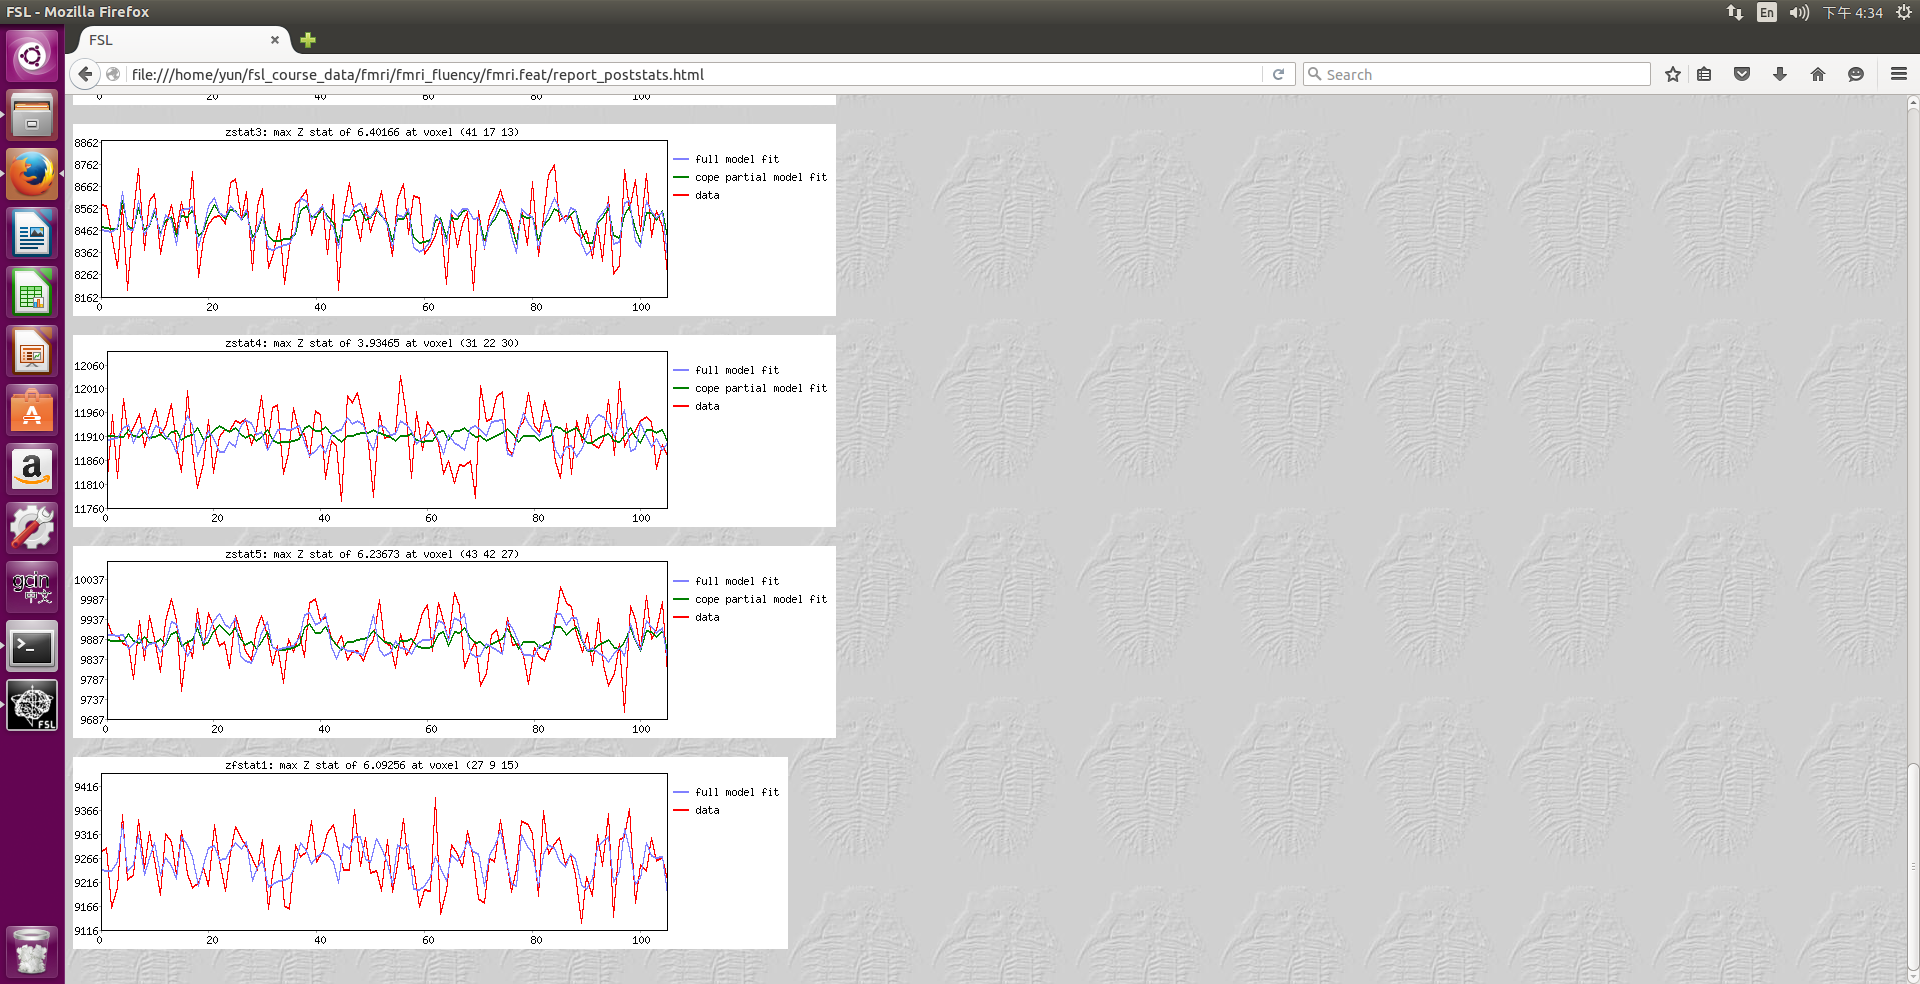 FSL - Mozilla Firefox
En
下午 4:34
FSL
file:///home/yun/fsl_course_data/fmri/fmri_fluency/fmri.feat/report_poststats.html
Search
0 20 40 60 80 100
zstat3: max Z stat of 6.40166 at voxel (41 17 13)
8862
8762
8662
8562
8462
8362
8262
8162
full model fit
cope partial model fit
data
0 20 40 60 80 100
zstat4: max Z stat of 3.93465 at voxel (31 22 30)
12060
12010
11960
11910
11860
11810
11760
full model fit
cope partial model fit
data
0 20 40 60 80 100
zstat5: max Z stat of 6.23673 at voxel (43 42 27)
10037
9987
9937
9887
9837
9787
9737
9687
full model fit
cope partial model fit
data
0 20 40 60 80 100
zfstat1: max Z stat of 6.09256 at voxel (27 9 15)
9416
9366
9316
9266
9216
9166
9116
full model fit
data
0 20 40 60 80 100
A
a
gcin
中文
>_
FSL